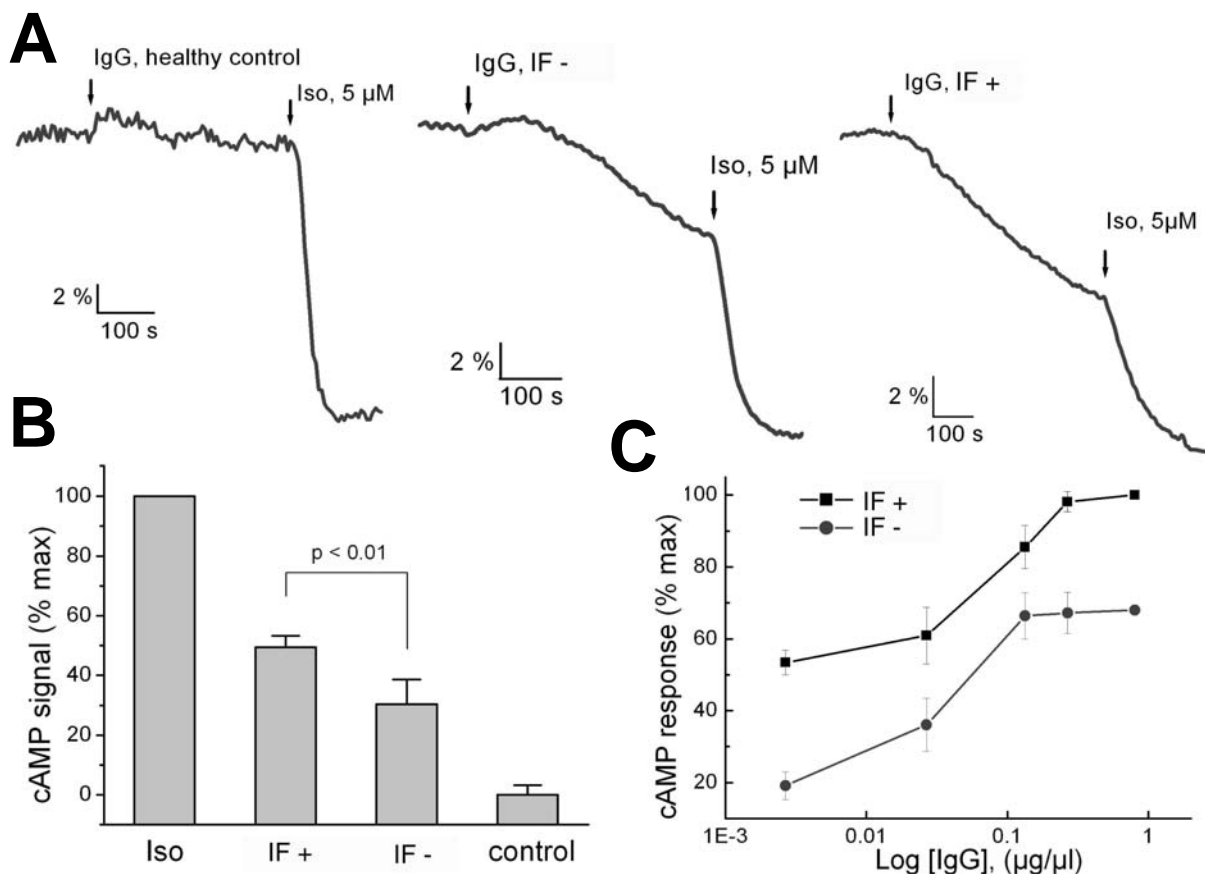 A
IgG, healthy control
Iso, 5 µM
2 %
100 s
IgG, IF -
Iso, 5 µM
2 %
100 s
IgG, IF +
Iso, 5µM
2 %
100 s
B
cAMP signal (% max)
100
80
60
40
20
0
p < 0.01
Iso
IF +
IF -
control
C
cAMP response (% max)
100
80
60
40
20
IF +
IF -
1E-3
0.01
0.1
1
Log [IgG], (µg/µl)